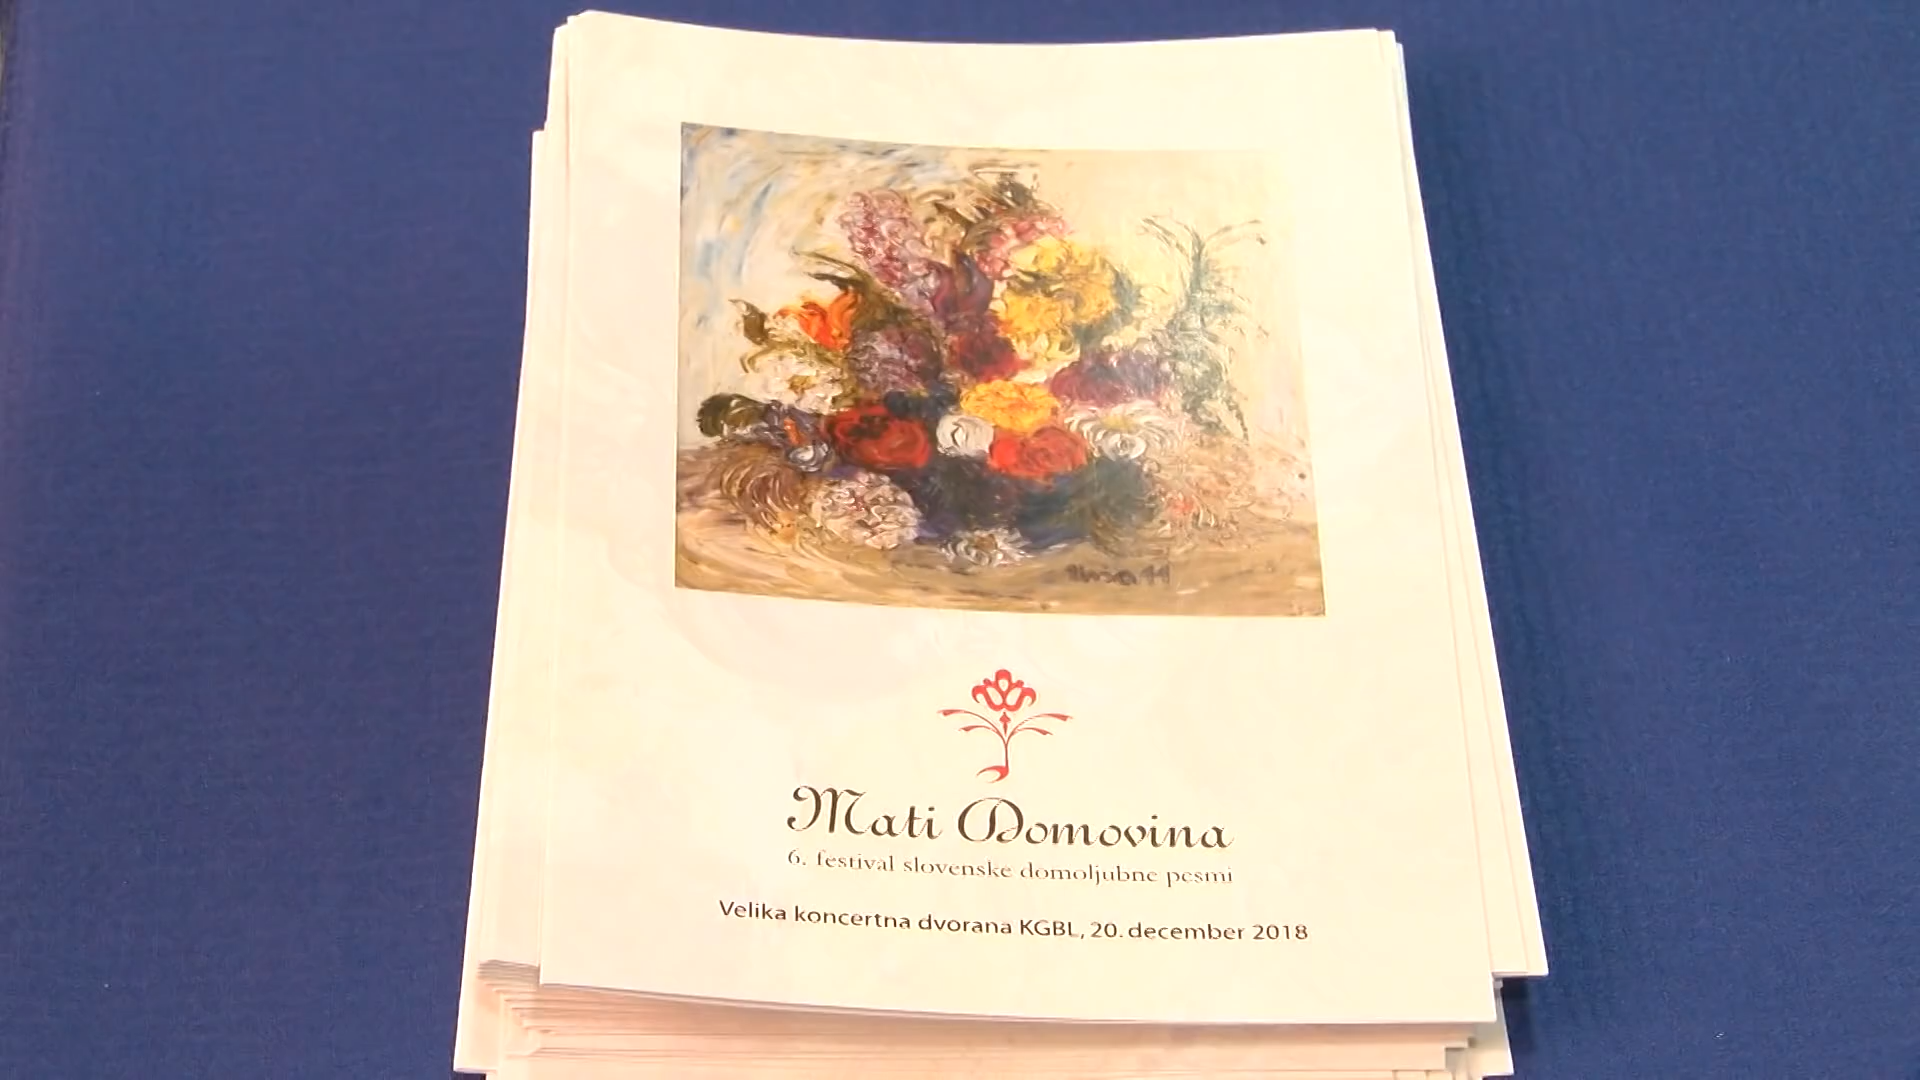 Mati Domovina
6. festival slovenske domoljubne pesmi
Velika koncertna dvorana KGBL, 20. december 2018